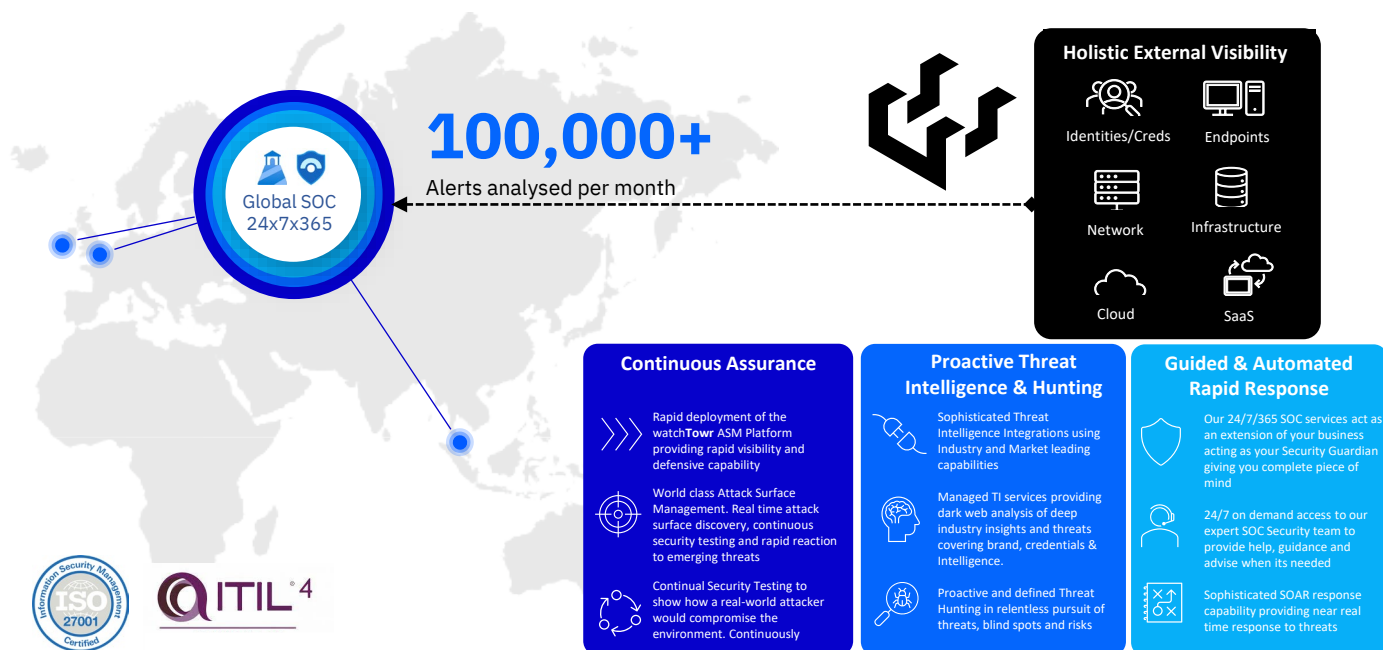 100,000+
Alerts analysed per month
Global SOC
24x7x365
Holistic External Visibility
Identities/Creds
Endpoints
Network
Infrastructure
Cloud
SaaS
Continuous Assurance
Rapid deployment of the
watchTowr ASM Platform
providing rapid visibility and
defensive capability
World class Attack Surface
Management. Real time attack
surface discovery, continuous
security testing and rapid reaction
to emerging threats
Continual Security Testing to
show how a real-world attacker
would compromise the
environment. Continuously
Proactive Threat
Intelligence & Hunting
Sophisticated Threat
Intelligence Integrations using
Industry and Market leading
capabilities
Managed TI services providing
dark web analysis of deep
industry insights and threats
covering brand, credentials &
Intelligence.
Proactive and defined Threat
Hunting in relentless pursuit of
threats, blind spots and risks
Guided & Automated
Rapid Response
Our 24/7/365 SOC services act as
an extension of your business
acting as your Security Guardian
giving you complete piece of
mind
24/7 on demand access to our
expert SOC Security team to
provide help, guidance and
advise when its needed
Sophisticated SOAR response
capability providing near real
time response to threats
Information Security Management
ISO
27001
Certified
ITIL® 4